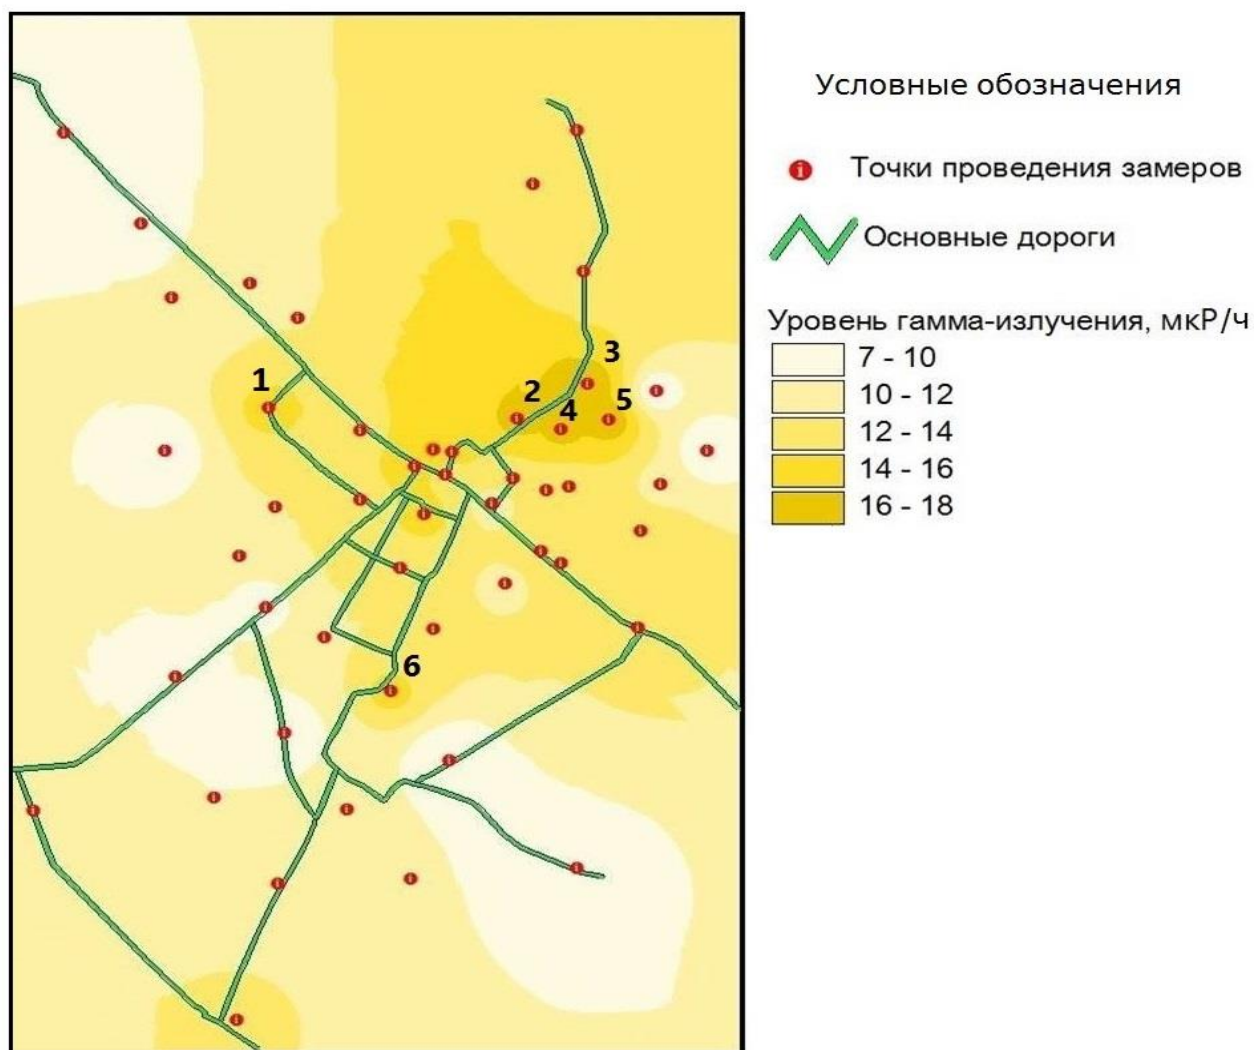 Условные обозначения
Точки проведения замеров
Основные дороги
Уровень гамма-излучения, мкР/ч
7 - 10
10 - 12
12 - 14
14 - 16
16 - 18
3
1
2
5
4
6